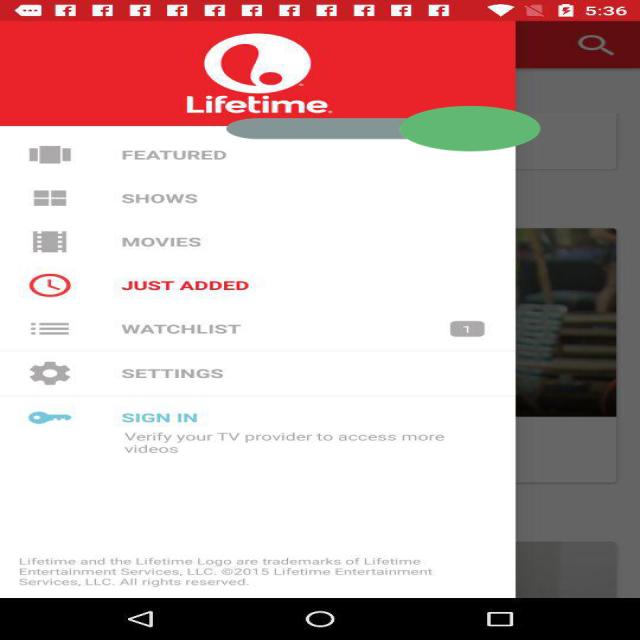 5:36
Lifetime
FEATURED
SHOWS
MOVIES
JUST ADDED
WATCHLIST 1
SETTINGS
SIGN IN
Verify your TV provider to access more
videos
Lifetime and the Lifetime Logo are trademarks of Lifetime
Entertainment Services, LLC. ©2015 Lifetime Entertainment
Services, LLC. All rights reserved.